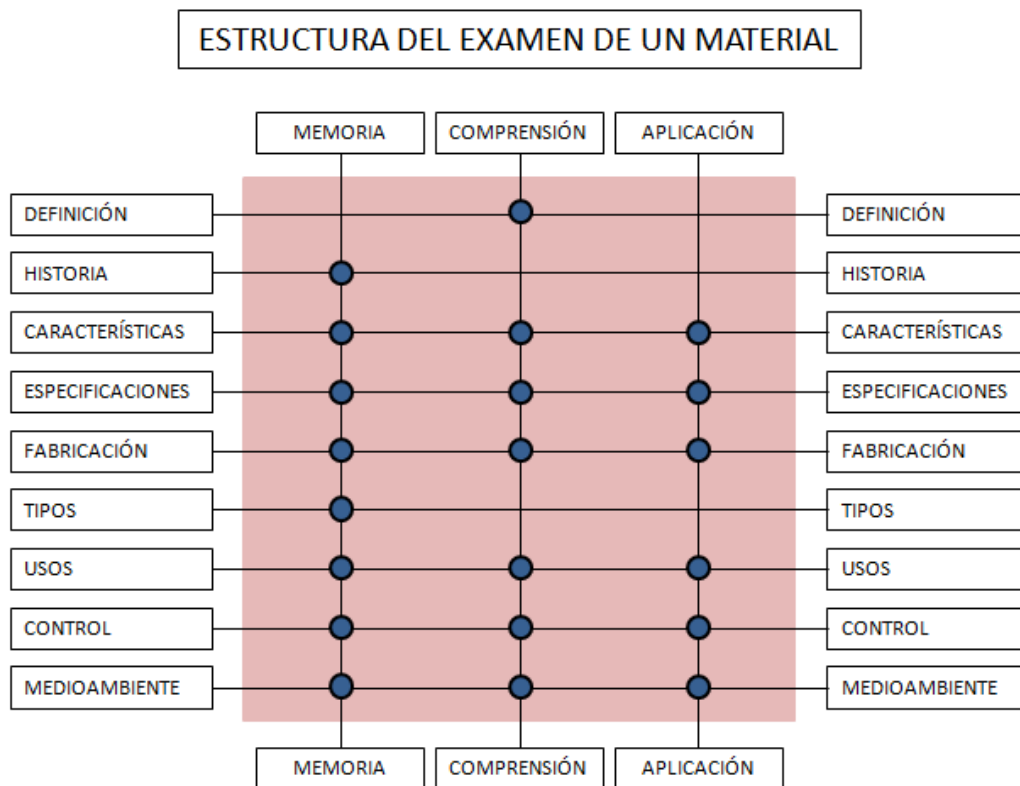 ESTRUCTURA DEL EXAMEN DE UN MATERIAL
MEMORIA COMPRENSIÓN APLICACIÓN
DEFINICIÓN DEFINICIÓN
HISTORIA HISTORIA
CARACTERÍSTICAS CARACTERÍSTICAS
ESPECIFICACIONES ESPECIFICACIONES
FABRICACIÓN FABRICACIÓN
TIPOS TIPOS
USOS USOS
CONTROL CONTROL
MEDIOAMBIENTE MEDIOAMBIENTE
MEMORIA COMPRENSIÓN APLICACIÓN